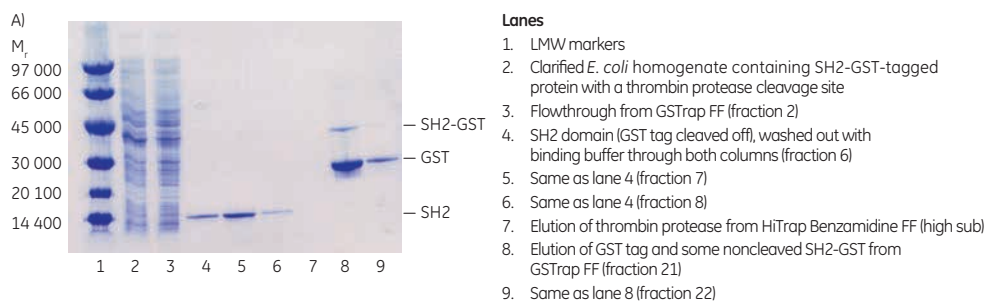 A)
M_r
97 000
66 000
45 000
30 000
20 100
14 400
SH2-GST
GST
SH2
1 2 3 4 5 6 7 8 9
Lanes
1. LMW markers
2. Clarified E. coli homogenate containing SH2-GST-tagged
protein with a thrombin protease cleavage site
3. Flowthrough from GSTrap FF (fraction 2)
4. SH2 domain (GST tag cleaved off), washed out with
binding buffer through both columns (fraction 6)
5. Same as lane 4 (fraction 7)
6. Same as lane 4 (fraction 8)
7. Elution of thrombin protease from HiTrap Benzamidine FF (high sub)
8. Elution of GST tag and some noncleaved SH2-GST from
GSTrap FF (fraction 21)
9. Same as lane 8 (fraction 22)